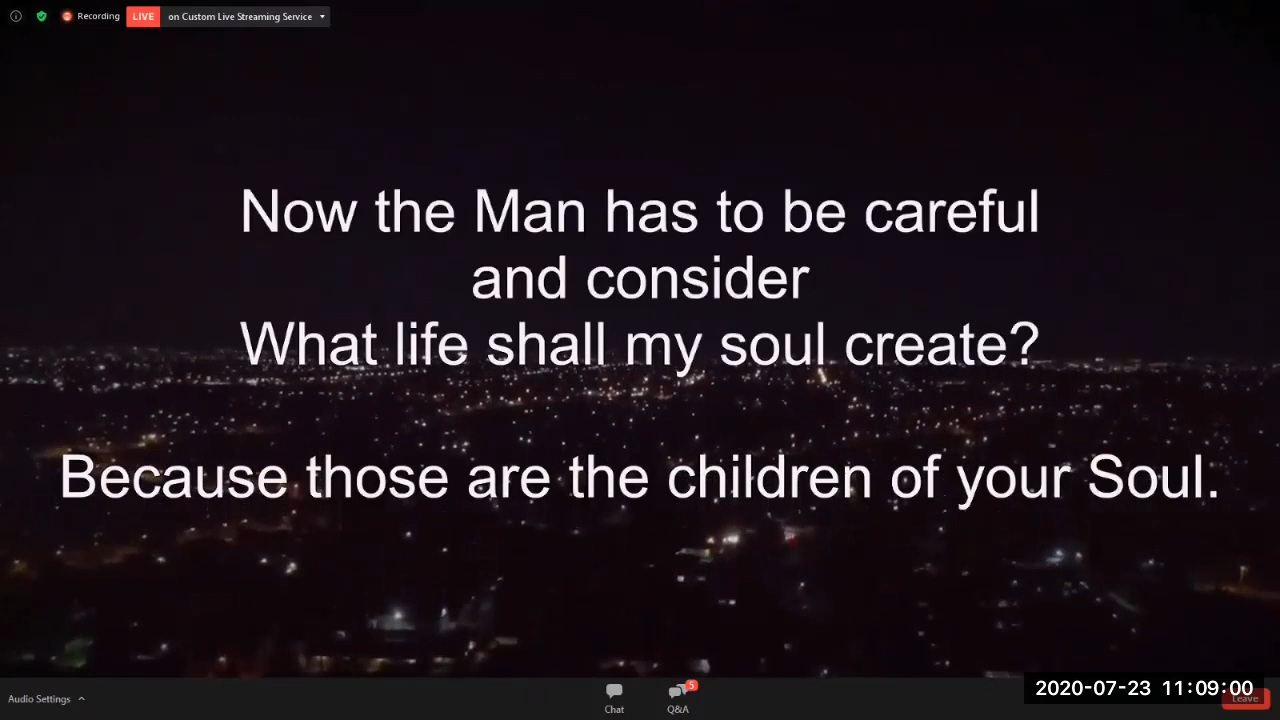 Recording LIVE on Custom Live Streaming Service
Now the Man has to be careful
and consider
What life shall my soul create?
Because those are the children of your Soul.
Audio Settings
Chat
5
Q&A
2020-07-23 11:09:00
Leave